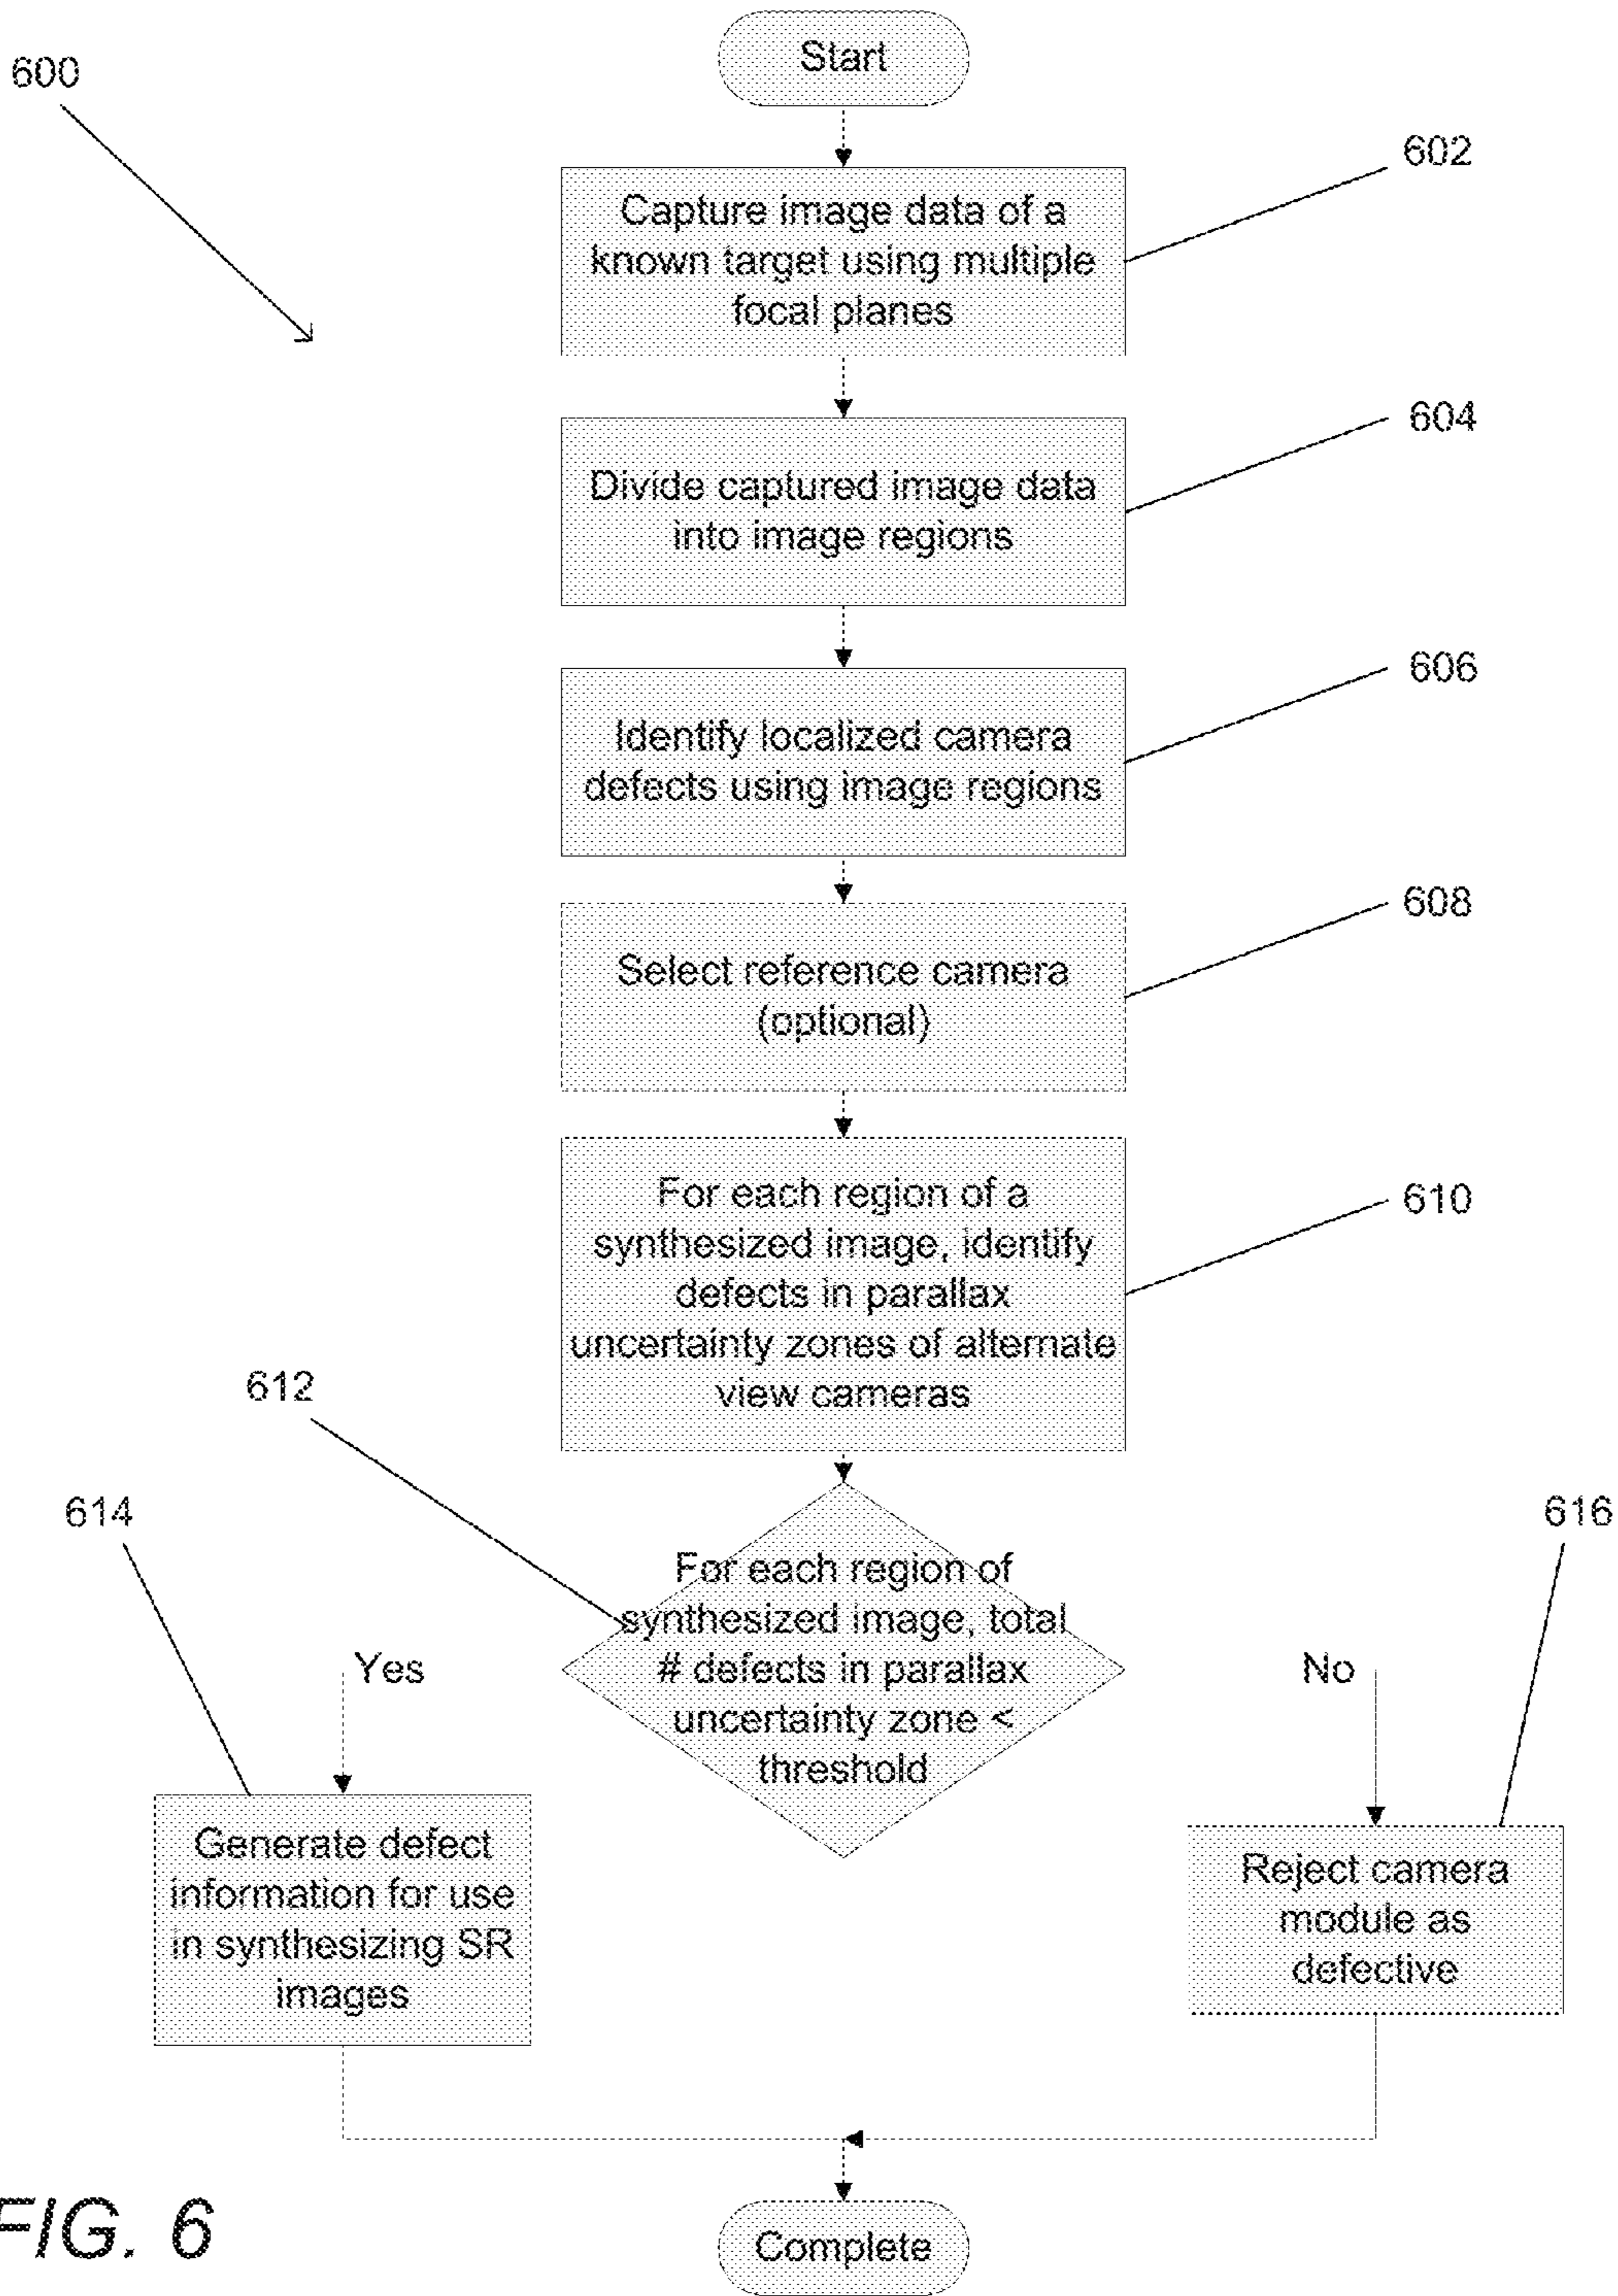 600
Start
602
Capture image data of a
known target using multiple
focal planes
604
Divide captured image data
into image regions
606
Identify localized camera
defects using image regions
608
Select reference camera
(optional)
610
For each region of a
synthesized image, identify
defects in parallax
uncertainty zones of alternate
view cameras
612
For each region of
synthesized image, total
# defects in parallax
uncertainty zone <
threshold
614
Yes
Generate defect
information for use
in synthesizing SR
images
616
No
Reject camera
module as
defective
Complete
FIG. 6